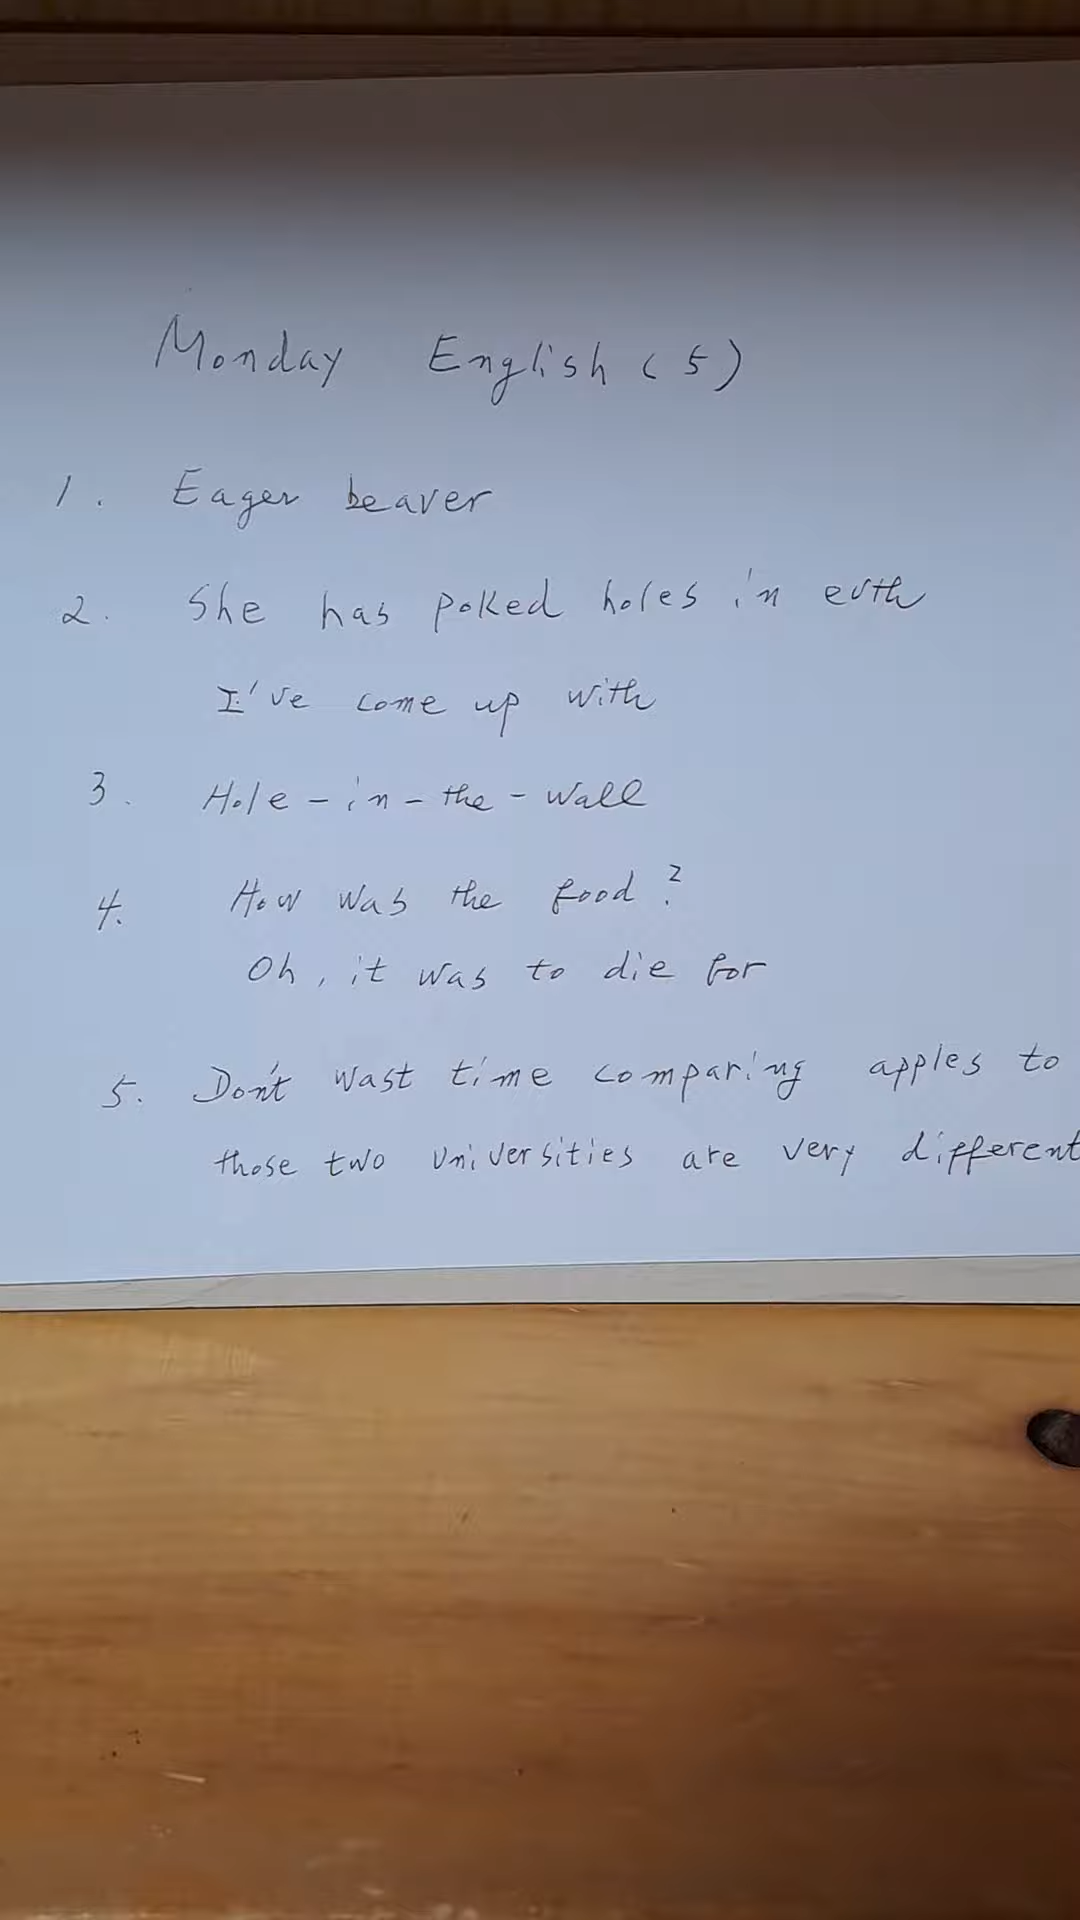 Monday English (5)
1. Eager beaver
2. She has poked holes in evth
I've come up with
3. Hole-in-the-wall
4. How was the food?
Oh, it was to die for
5. Don't wast time comparing apples to
those two universities are very different